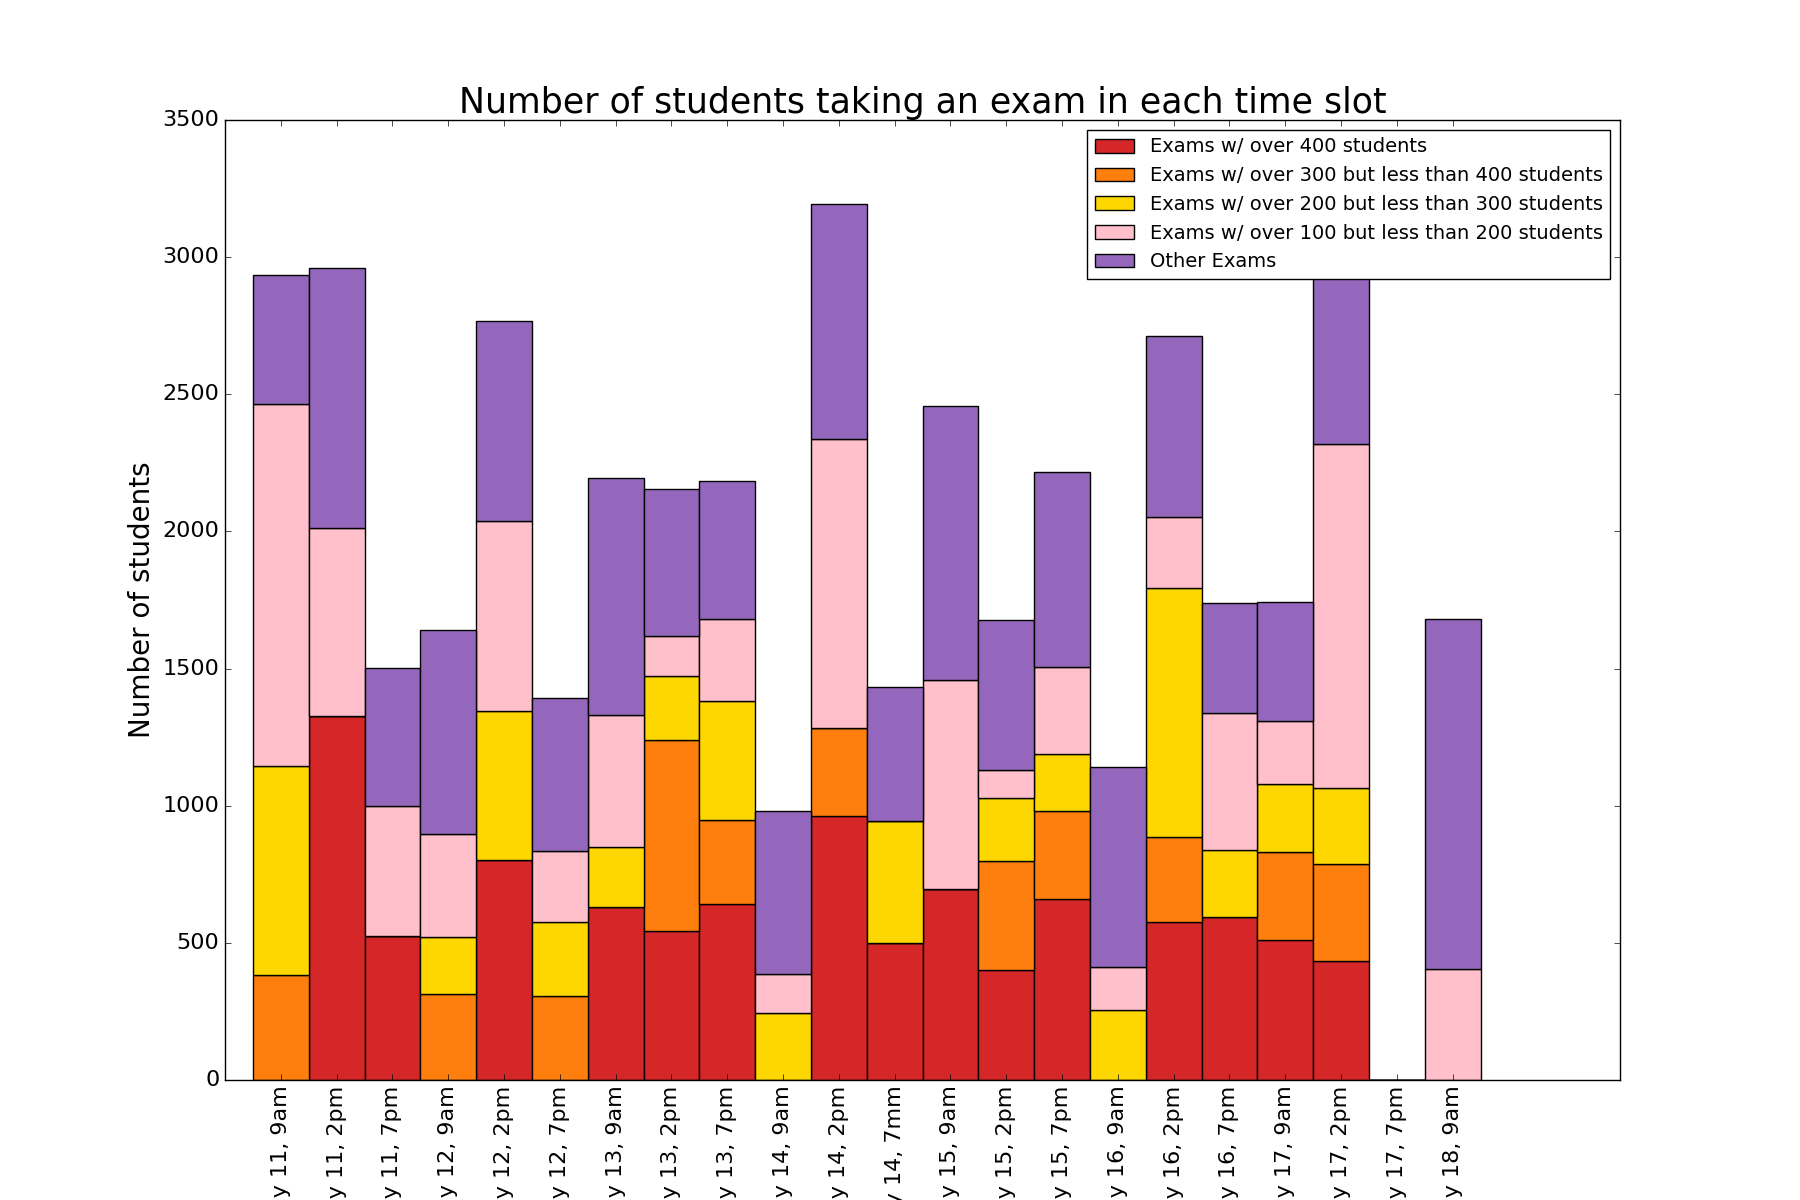 Number of students taking an exam in each time slot
Exams w/ over 400 students
Exams w/ over 300 but less than 400 students
Exams w/ over 200 but less than 300 students
Exams w/ over 100 but less than 200 students
Other Exams
Number of students
3500
3000
2500
2000
1500
1000
500
0
y 11, 9am
y 11, 2pm
y 11, 7pm
y 12, 9am
y 12, 2pm
y 12, 7pm
y 13, 9am
y 13, 2pm
y 13, 7pm
y 14, 9am
y 14, 2pm
y 14, 7mm
y 15, 9am
y 15, 2pm
y 15, 7pm
y 16, 9am
y 16, 2pm
y 16, 7pm
y 17, 9am
y 17, 2pm
y 17, 7pm
y 18, 9am